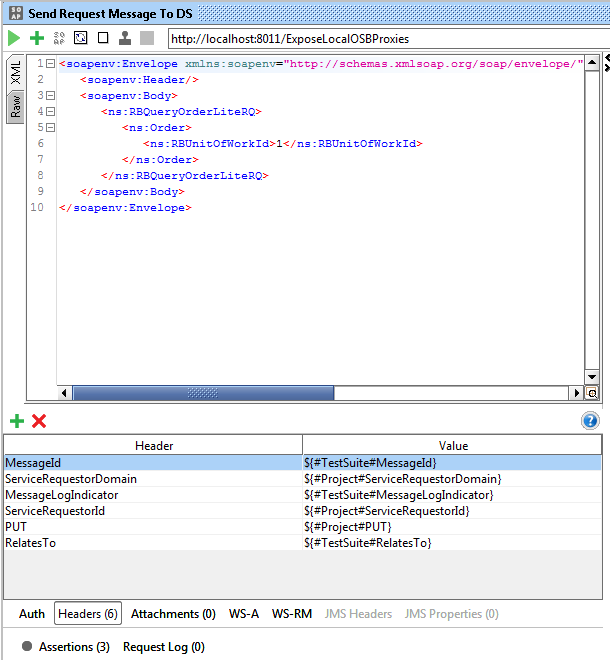 Send Request Message To DS
http://localhost:8011/ExposeLocalOSBProxies
XML
Raw
1 <soapenv:Envelope xmlns:soapenv="http://schemas.xmlsoap.org/soap/envelope/"
2 <soapenv:Header/>
3 <soapenv:Body>
4 <ns:RBQueryOrderLiteRQ>
5 <ns:Order>
6 <ns:RBUnitOfWorkId>1</ns:RBUnitOfWorkId>
7 </ns:Order>
8 </ns:RBQueryOrderLiteRQ>
9 </soapenv:Body>
10 </soapenv:Envelope>
Header Value
MessageId ${#TestSuite#MessageId}
ServiceRequestorDomain ${#Project#ServiceRequestorDomain}
MessageLogIndicator ${#TestSuite#MessageLogIndicator}
ServiceRequestorId ${#Project#ServiceRequestorId}
PUT ${#Project#PUT}
RelatesTo ${#TestSuite#RelatesTo}
Auth Headers (6) Attachments (0) WS-A WS-RM JMS Headers JMS Properties (0)
Assertions (3) Request Log (0)